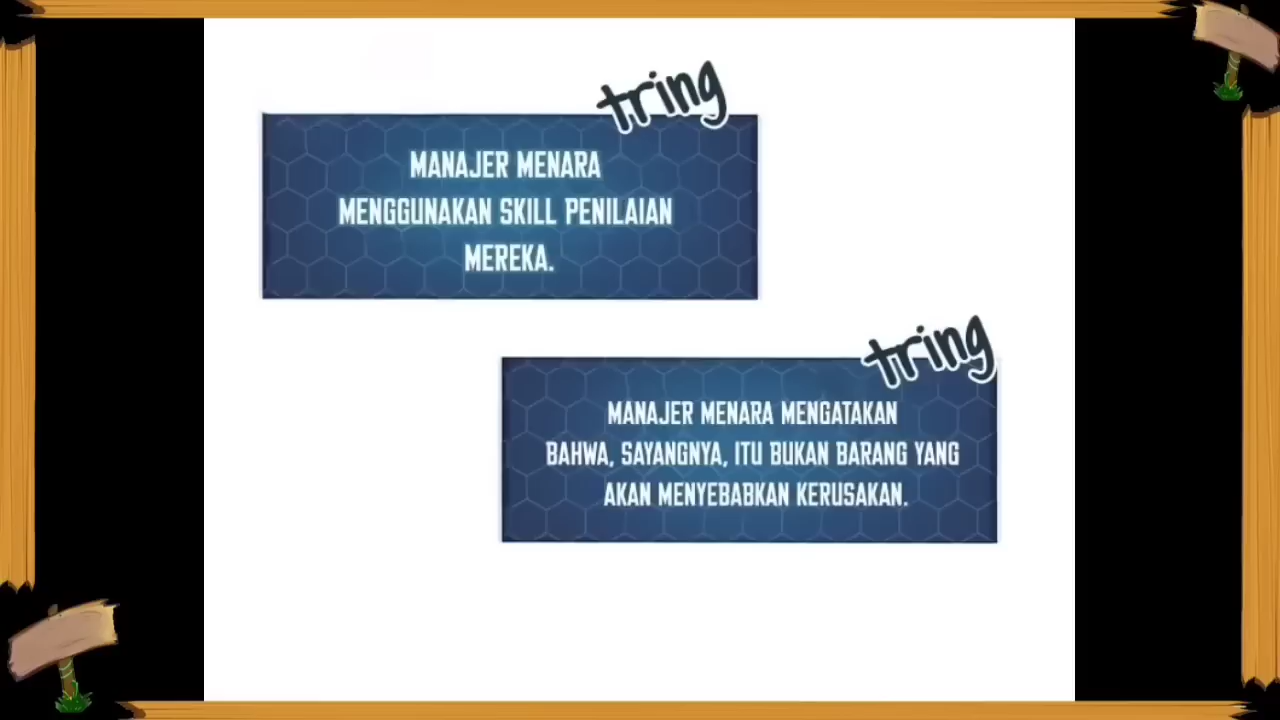 tring
MANAJER MENARA
MENGGUNAKAN SKILL PENILAIAN
MEREKA.
tring
MANAJER MENARA MENGATAKAN
BAHWA, SAYANGNYA, ITU BUKAN BARANG YANG
AKAN MENYEBABKAN KERUSAKAN.